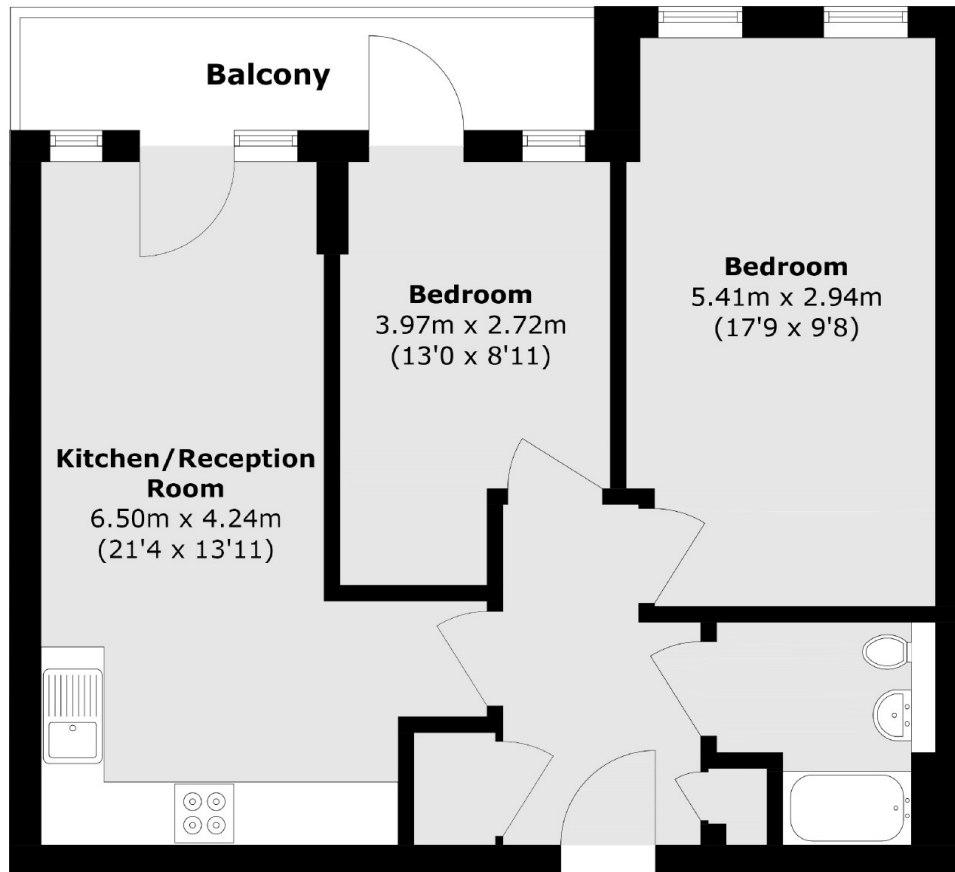 Balcony
Bedroom
5.41m x 2.94m
(17'9 x 9'8)
Bedroom
3.97m x 2.72m
(13'0 x 8'11)
Kitchen/Reception
Room
6.50m x 4.24m
(21'4 x 13'11)